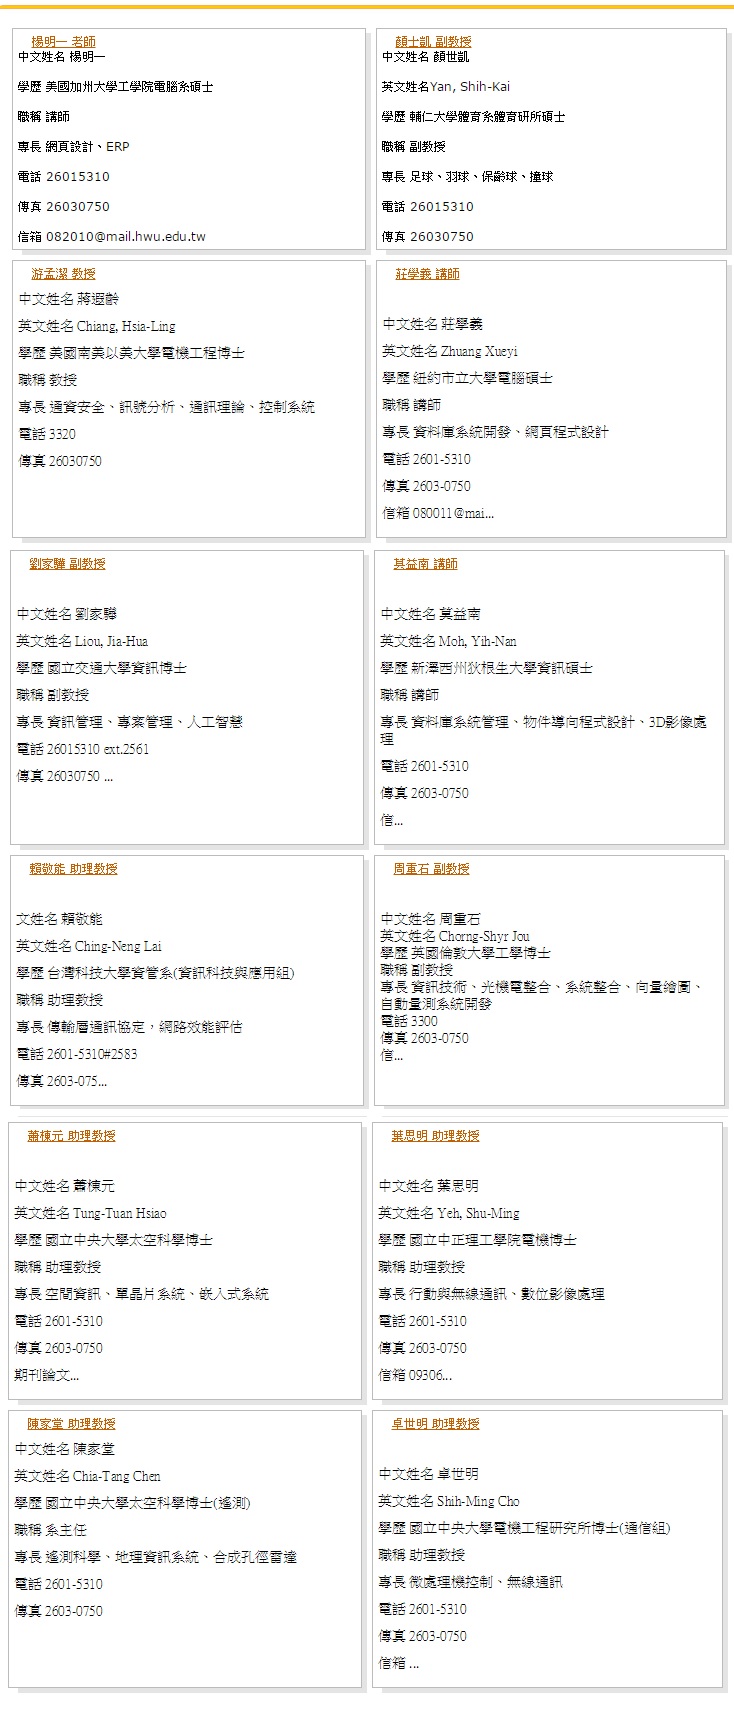 楊明一 老師
中文姓名 楊明一
學歷 美國加州大學工學院電腦系碩士
職稱 講師
專長 網頁設計、ERP
電話 26015310
傳真 26030750
信箱 082010@mail.hwu.edu.tw
顏士凱 副教授
中文姓名 顏世凱
英文姓名Yan, Shih-Kai
學歷 輔仁大學體育系體育研所碩士
職稱 副教授
專長 足球、羽球、保齡球、撞球
電話 26015310
傳真 26030750
游孟潔 教授
中文姓名 蔣遐齡
英文姓名 Chiang, Hsia-Ling
學歷 美國南美以美大學電機工程博士
職稱 教授
專長 通資安全、訊號分析、通訊理論、控制系統
電話 3320
傳真 26030750
莊學義 講師
中文姓名 莊學義
英文姓名 Zhuang Xueyi
學歷 紐約市立大學電腦碩士
職稱 講師
專長 資料庫系統開發、網頁程式設計
電話 2601-5310
傳真 2603-0750
信箱 080011@mai...
劉家驊 副教授
中文姓名 劉家驊
英文姓名 Liou, Jia-Hua
學歷 國立交通大學資訊博士
職稱 副教授
專長 資訊管理、專案管理、人工智慧
電話 26015310 ext.2561
傳真 26030750 ...
其益南 講師
中文姓名 莫益南
英文姓名 Moh, Yih-Nan
學歷 新澤西州狄根生大學資訊碩士
職稱 講師
專長 資料庫系統管理、物件導向程式設計、3D影像處
理
電話 2601-5310
傳真 2603-0750
信...
賴敬能 助理教授
文姓名 賴敬能
英文姓名 Ching-Neng Lai
學歷 台灣科技大學資管系(資訊科技與應用組)
職稱 助理教授
專長 傳輸層通訊協定，網路效能評估
電話 2601-5310#2583
傳真 2603-075...
周重石 副教授
中文姓名 周重石
英文姓名 Chorng-Shyr Jou
學歷 英國倫敦大學工學博士
職稱 副教授
專長 資訊技術、光機電整合、系統整合、向量繪圖、
自動量測系統開發
電話 3300
傳真 2603-0750
信...
蕭棟元 助理教授
中文姓名 蕭棟元
英文姓名 Tung-Tuan Hsiao
學歷 國立中央大學太空科學博士
職稱 助理教授
專長 空間資訊、單晶片系統、嵌入式系統
電話 2601-5310
傳真 2603-0750
期刊論文...
葉思明 助理教授
中文姓名 葉思明
英文姓名 Yeh, Shu-Ming
學歷 國立中正理工學院電機博士
職稱 助理教授
專長 行動與無線通訊、數位影像處理
電話 2601-5310
傳真 2603-0750
信箱 09306...
陳家堂 助理教授
中文姓名 陳家堂
英文姓名 Chia-Tang Chen
學歷 國立中央大學太空科學博士(遙測)
職稱 系主任
專長 遙測科學、地理資訊系統、合成孔徑雷達
電話 2601-5310
傳真 2603-0750
卓世明 助理教授
中文姓名 卓世明
英文姓名 Shih-Ming Cho
學歷 國立中央大學電機工程研究所博士(通信組)
職稱 助理教授
專長 微處理機控制、無線通訊
電話 2601-5310
傳真 2603-0750
信箱 ...